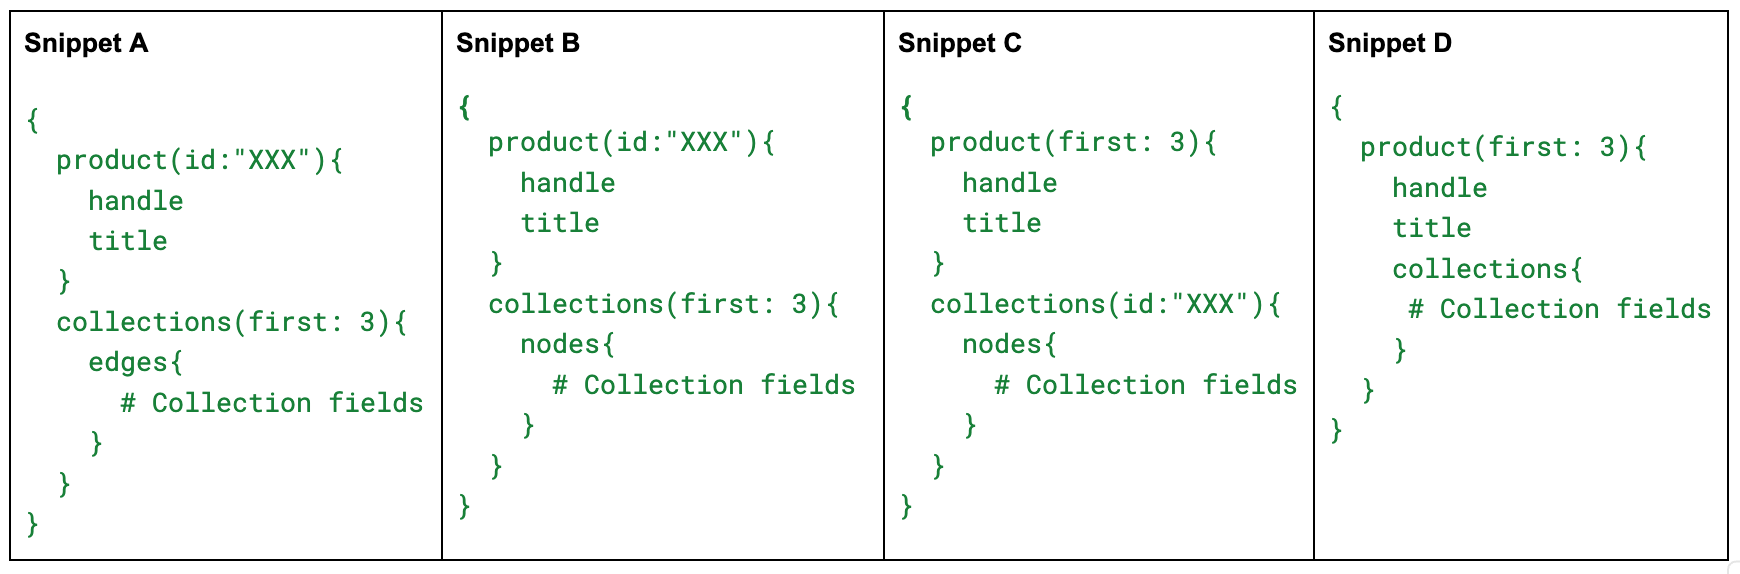 Snippet A
{
  product(id:"XXX"){
    handle
    title
  }
  collections(first: 3){
    edges{
      # Collection fields
    }
  }
}
Snippet B
{
  product(id:"XXX"){
    handle
    title
  }
  collections(first: 3){
    nodes{
      # Collection fields
    }
  }
}
Snippet C
{
  product(first: 3){
    handle
    title
  }
  collections(id:"XXX"){
    nodes{
      # Collection fields
    }
  }
}
Snippet D
{
  product(first: 3){
    handle
    title
    collections{
     # Collection fields
    }
  }
}